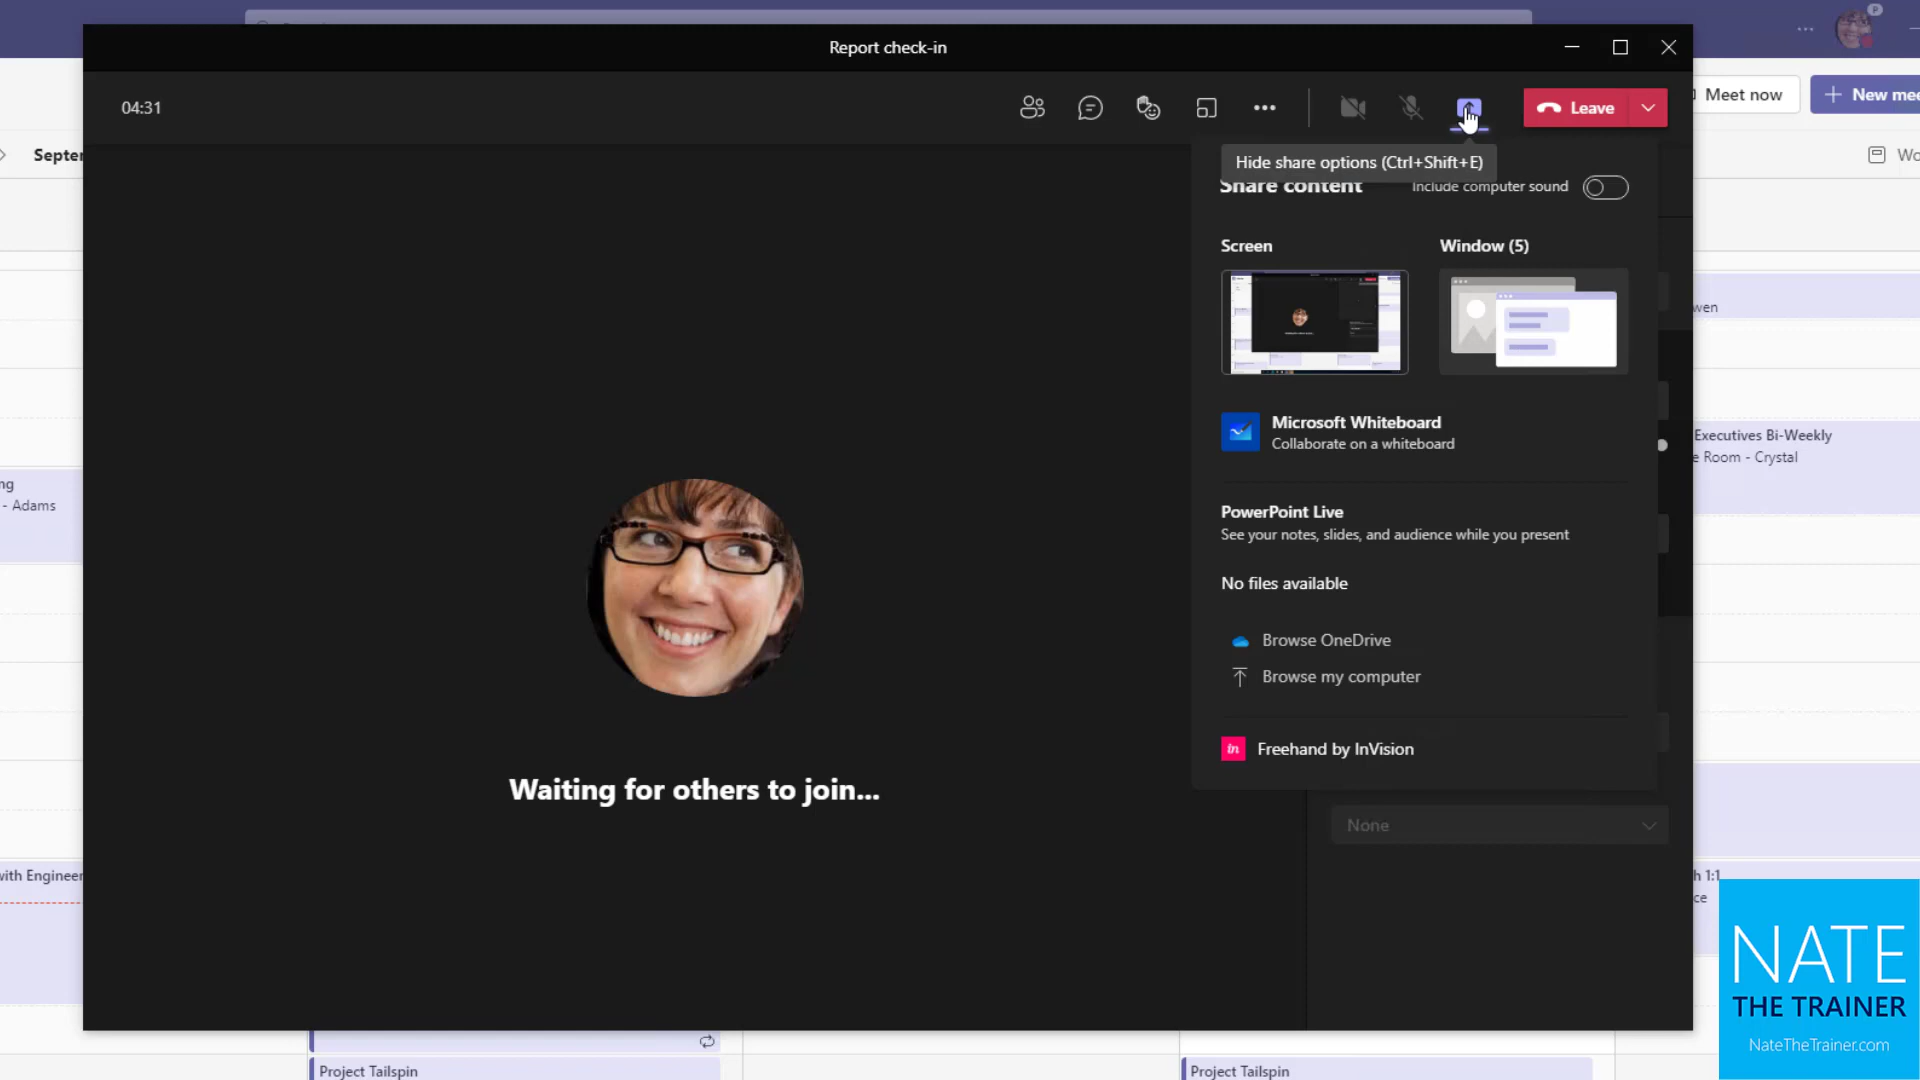 Report check-in
P
04:31
Leave
Meet now
New mee
Septem
Hide share options (Ctrl+Shift+E)
Wo
Share content
Include computer sound
Screen
Window (5)
wen
Microsoft Whiteboard
Collaborate on a whiteboard
Executives Bi-Weekly
e Room - Crystal
ng
- Adams
PowerPoint Live
See your notes, slides, and audience while you present
No files available
Browse OneDrive
Browse my computer
in
Freehand by InVision
Waiting for others to join...
None
with Engineer
h 1:1
ce
NATE
THE TRAINER
NateTheTrainer.com
Project Tailspin
Project Tailspin